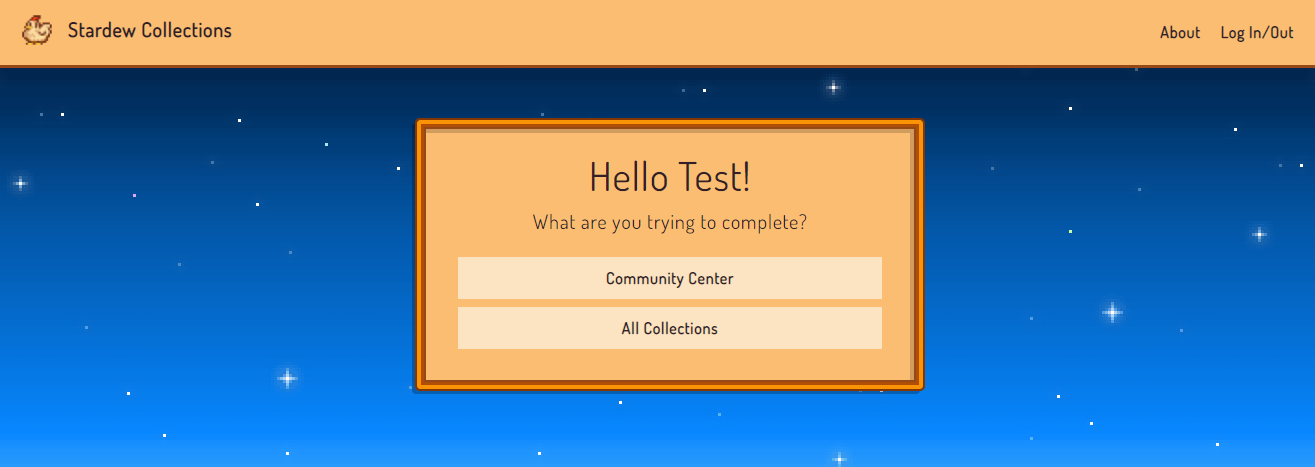 Stardew Collections
About
Log In/Out
Hello Test!
What are you trying to complete?
Community Center
All Collections